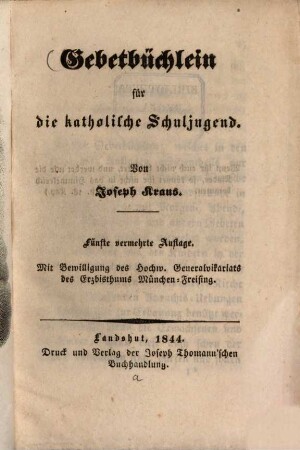 Gebetbüchlein
für
die katholische Schuljugend.
Von
Joseph Kraus.
Fünfte vermehrte Auflage.
Mit Bewilligung des Hochw. Generalvikariats
des Erzbisthums München-Freising.
Landshut, 1844.
Druck und Verlag der Joseph Thomann'schen
Buchhandlung.
a